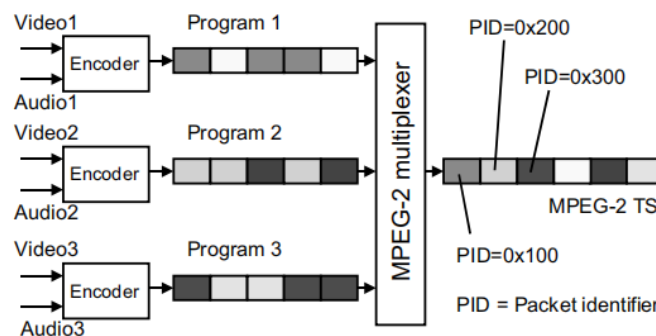 Video1
Encoder
Audio1
Program 1
Video2
Encoder
Audio2
Program 2
Video3
Encoder
Audio3
Program 3
MPEG-2 multiplexer
PID=0x200
PID=0x300
MPEG-2 TS
PID=0x100
PID = Packet identifier